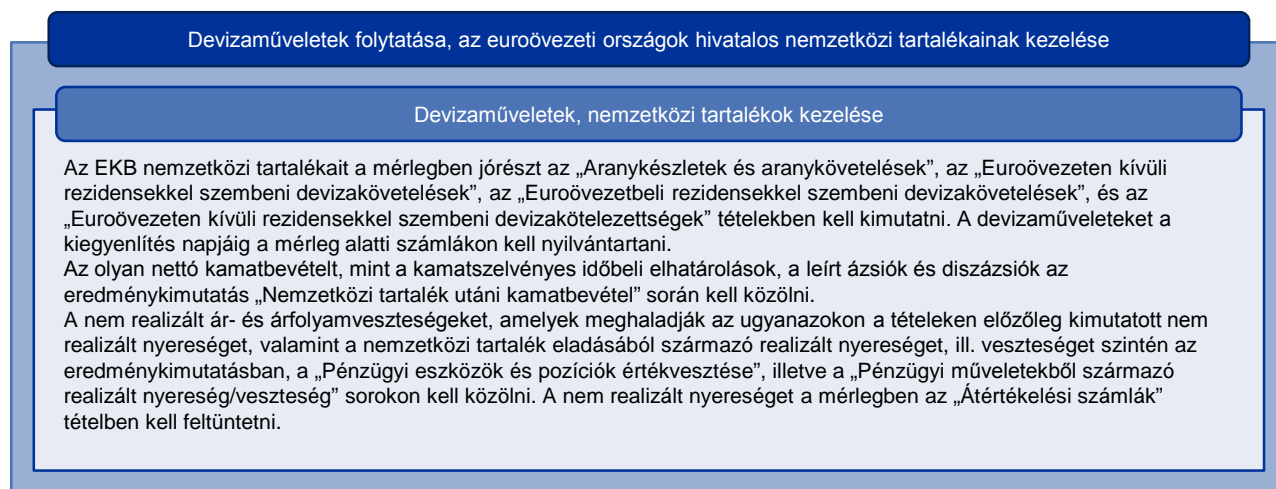 Devizaműveletek folytatása, az euroövezeti országok hivatalos nemzetközi tartalékainak kezelése
Devizaműveletek, nemzetközi tartalékok kezelése
Az EKB nemzetközi tartalékait a mérlegben jórészt az „Aranykészletek és aranykövetelések”, az „Euroövezeten kívüli
rezidensekkel szembeni devizakövetelések”, az „Euroövezetbeli rezidensekkel szembeni devizakövetelések”, és az
„Euroövezeten kívüli rezidensekkel szembeni devizakötelezettségek” tételekben kell kimutatni. A devizaműveleteket a
kiegyenlítés napjáig a mérleg alatti számlákon kell nyilvántartani.
Az olyan nettó kamatbevételt, mint a kamatszelvényes időbeli elhatárolások, a leírt ázsiók és diszázsiók az
eredménykimutatás „Nemzetközi tartalék utáni kamatbevétel” során kell közölni.
A nem realizált ár- és árfolyamveszteségeket, amelyek meghaladják az ugyanazokon a tételeken előzőleg kimutatott nem
realizált nyereséget, valamint a nemzetközi tartalék eladásából származó realizált nyereséget, ill. veszteséget szintén az
eredménykimutatásban, a „Pénzügyi eszközök és pozíciók értékvesztése”, illetve a „Pénzügyi műveletekből származó
realizált nyereség/veszteség” sorokon kell közölni. A nem realizált nyereséget a mérlegben az „Átértékelési számlák”
tételben kell feltüntetni.